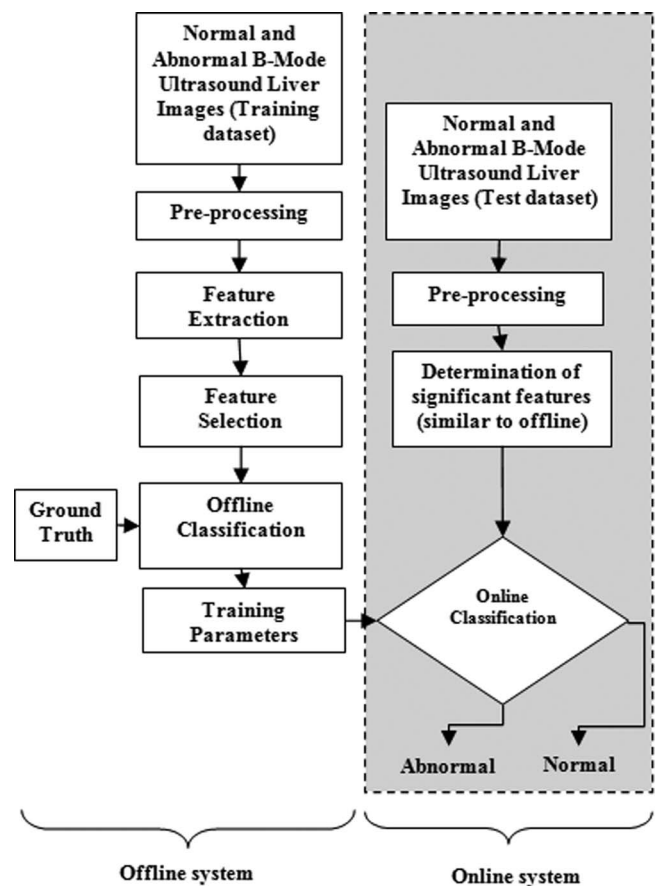 Normal and
Abnormal B-Mode
Ultrasound Liver
Images (Training
dataset)
Pre-processing
Feature
Extraction
Feature
Selection
Ground
Truth
Offline
Classification
Training
Parameters
Normal and
Abnormal B-Mode
Ultrasound Liver
Images (Test dataset)
Pre-processing
Determination of
significant features
(similar to offline)
Online
Classification
Abnormal
Normal
Offline system
Online system